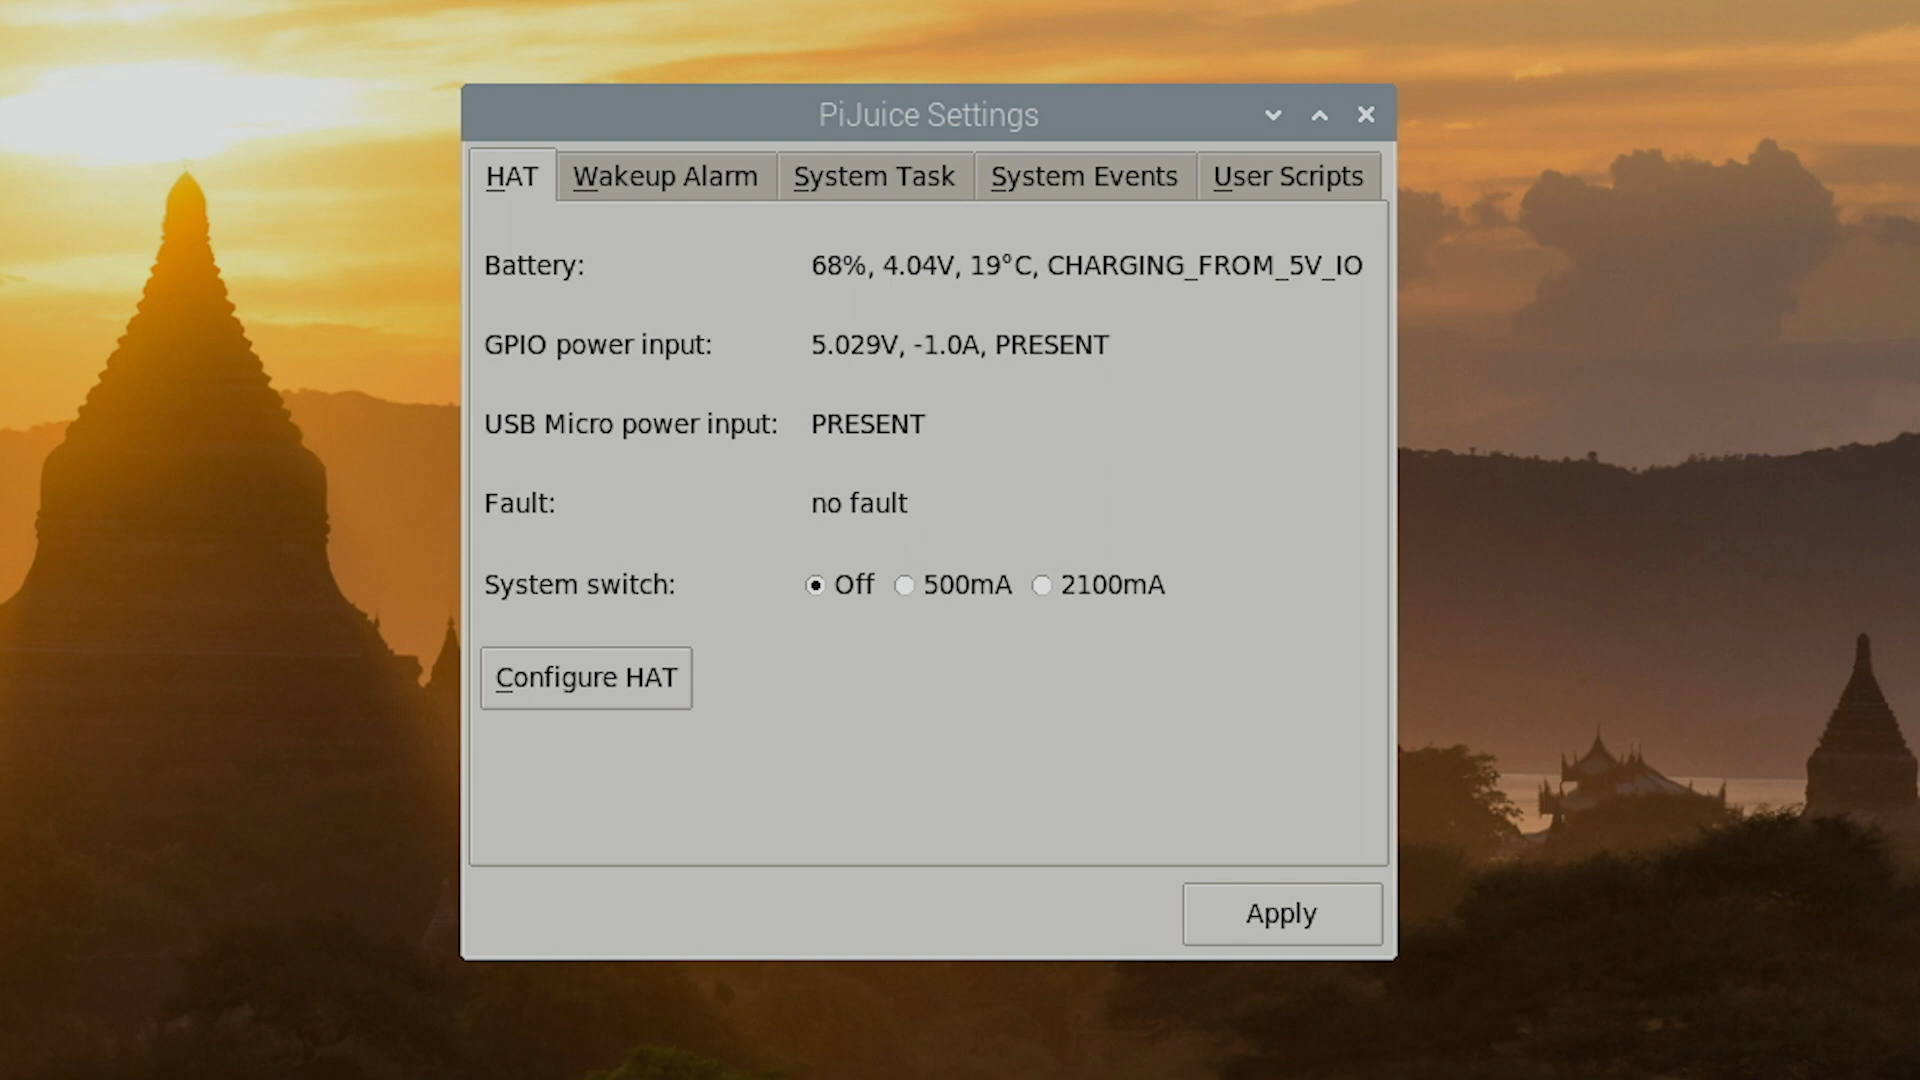 PiJuice Settings
HAT Wakeup Alarm System Task System Events User Scripts
Battery: 68%, 4.04V, 19°C, CHARGING_FROM_5V_IO
GPIO power input: 5.029V, -1.0A, PRESENT
USB Micro power input: PRESENT
Fault: no fault
System switch: Off 500mA 2100mA
Configure HAT
Apply